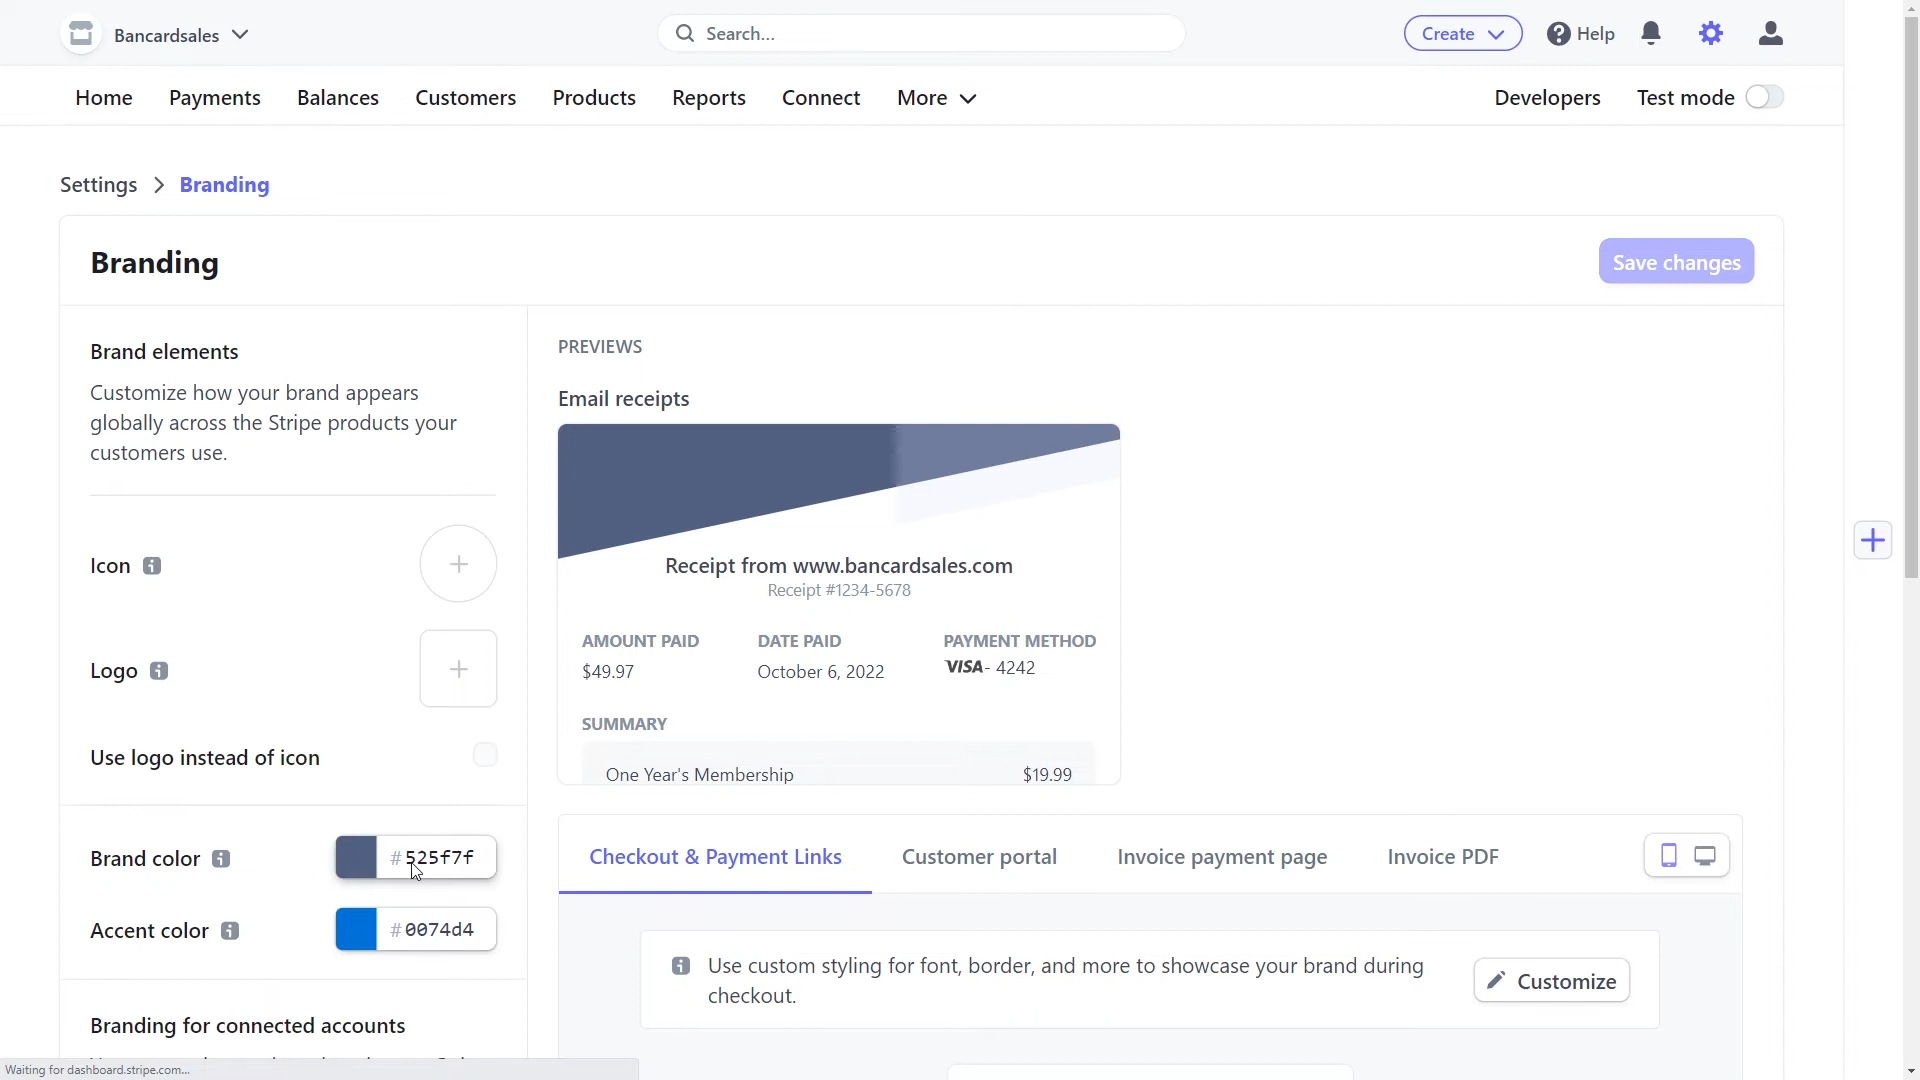 Bancardsales
Search...
Create
Help
Home Payments Balances Customers Products Reports Connect More Developers Test mode
Settings > Branding
Branding
Save changes
Brand elements
Customize how your brand appears
globally across the Stripe products your
customers use.
Icon
Logo
Use logo instead of icon
Brand color
#525f7f
Accent color
#0074d4
Branding for connected accounts
PREVIEWS
Email receipts
Receipt from www.bancardsales.com
Receipt #1234-5678
AMOUNT PAID DATE PAID PAYMENT METHOD
$49.97 October 6, 2022 VISA - 4242
SUMMARY
One Year's Membership $19.99
Checkout & Payment Links Customer portal Invoice payment page Invoice PDF
Use custom styling for font, border, and more to showcase your brand during
checkout.
Customize
Waiting for dashboard.stripe.com...